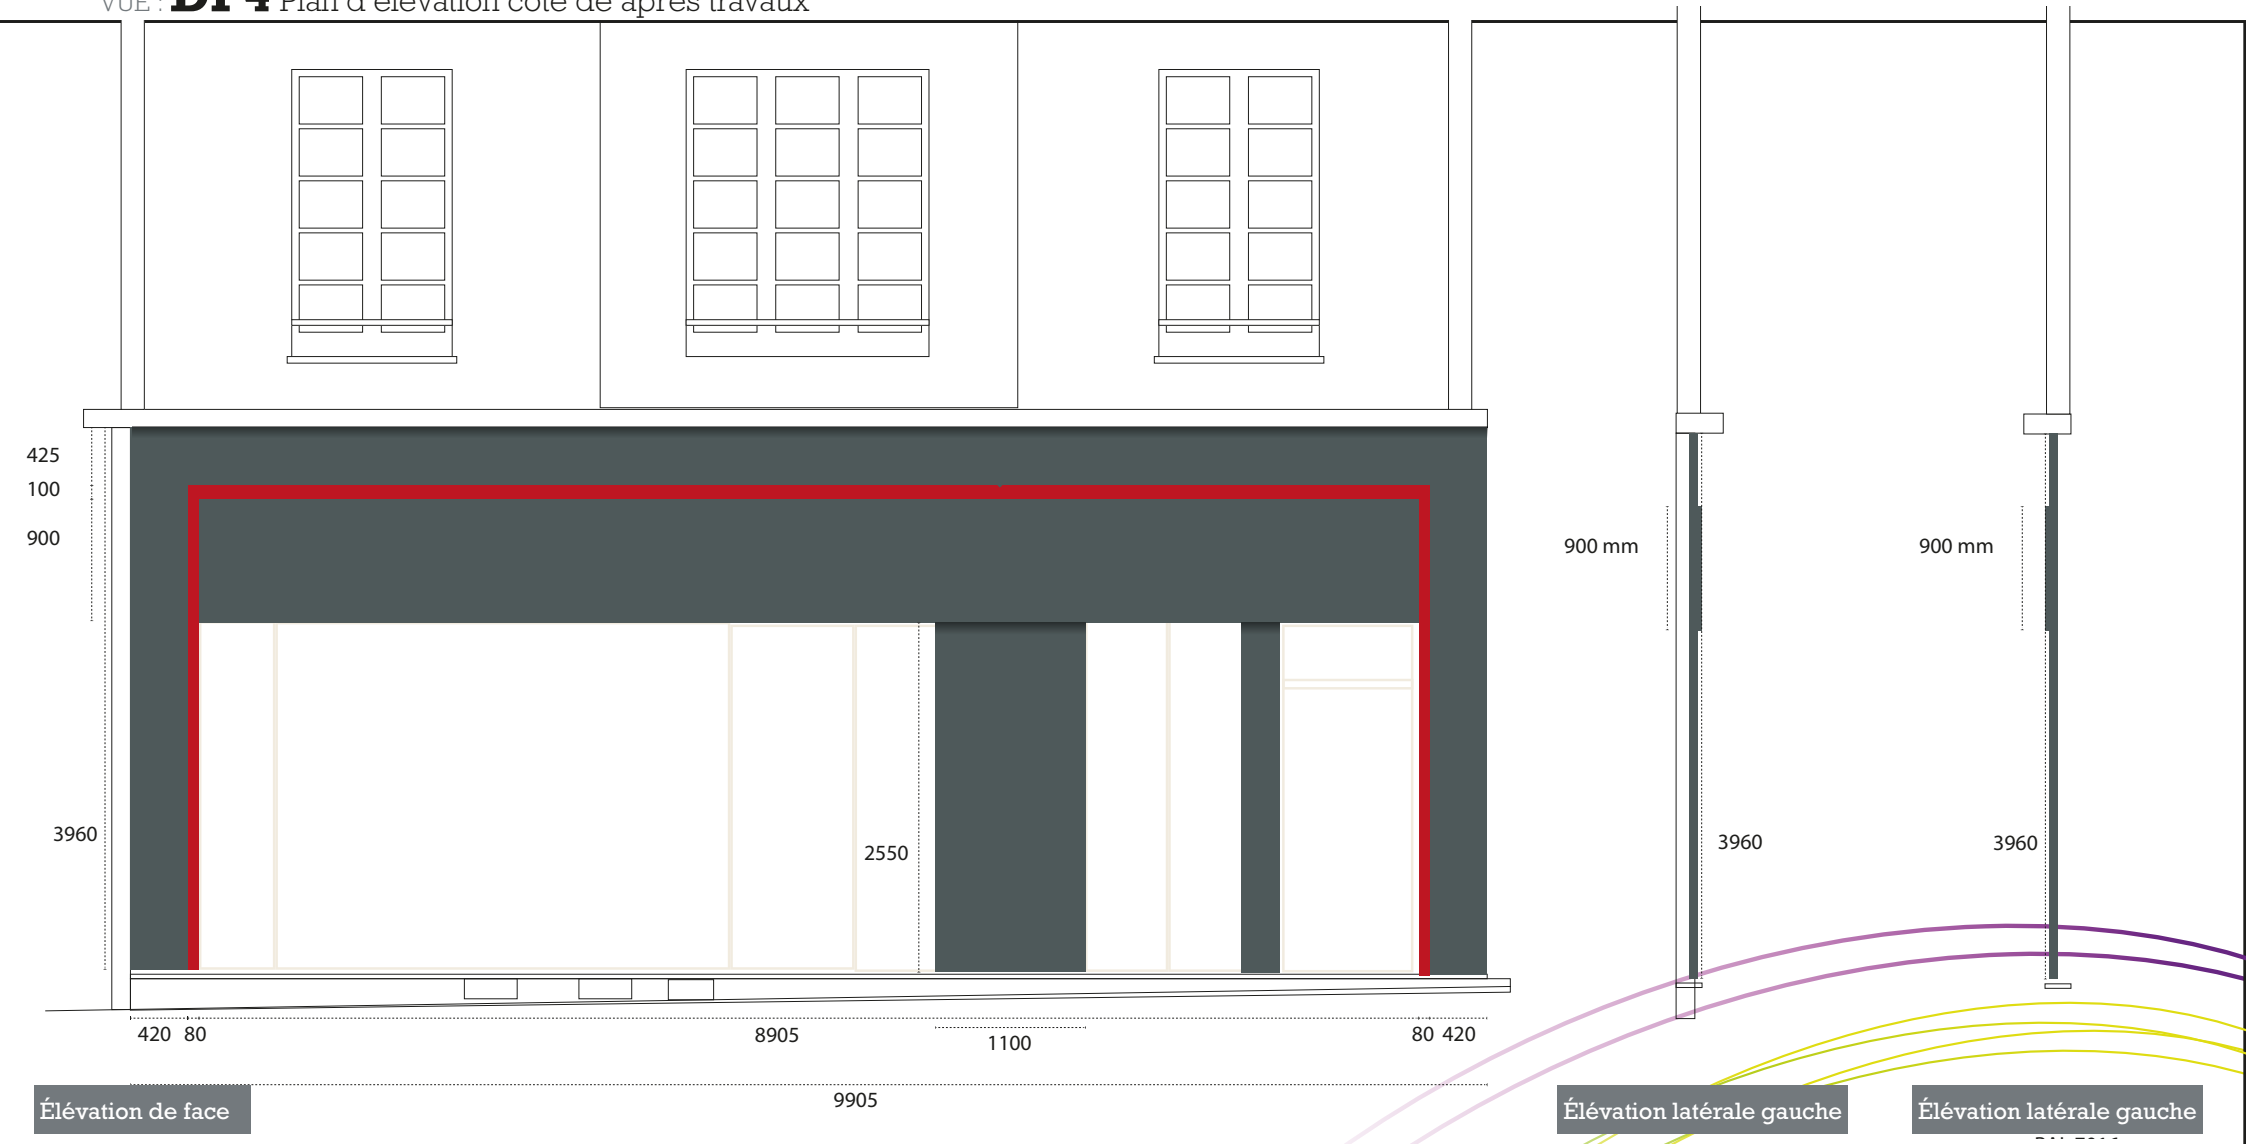 VUE : DP4 Plan d'élévation côté de après travaux
425
100
900
3960
2550
420 80 8905 1100 80 420
9905
900 mm
3960
900 mm
3960
Élévation de face
Élévation latérale gauche
Élévation latérale gauche